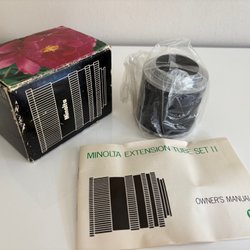 Minolta
MINOLTA EXTENSION TUBE SET II
OWNER'S MANUAL